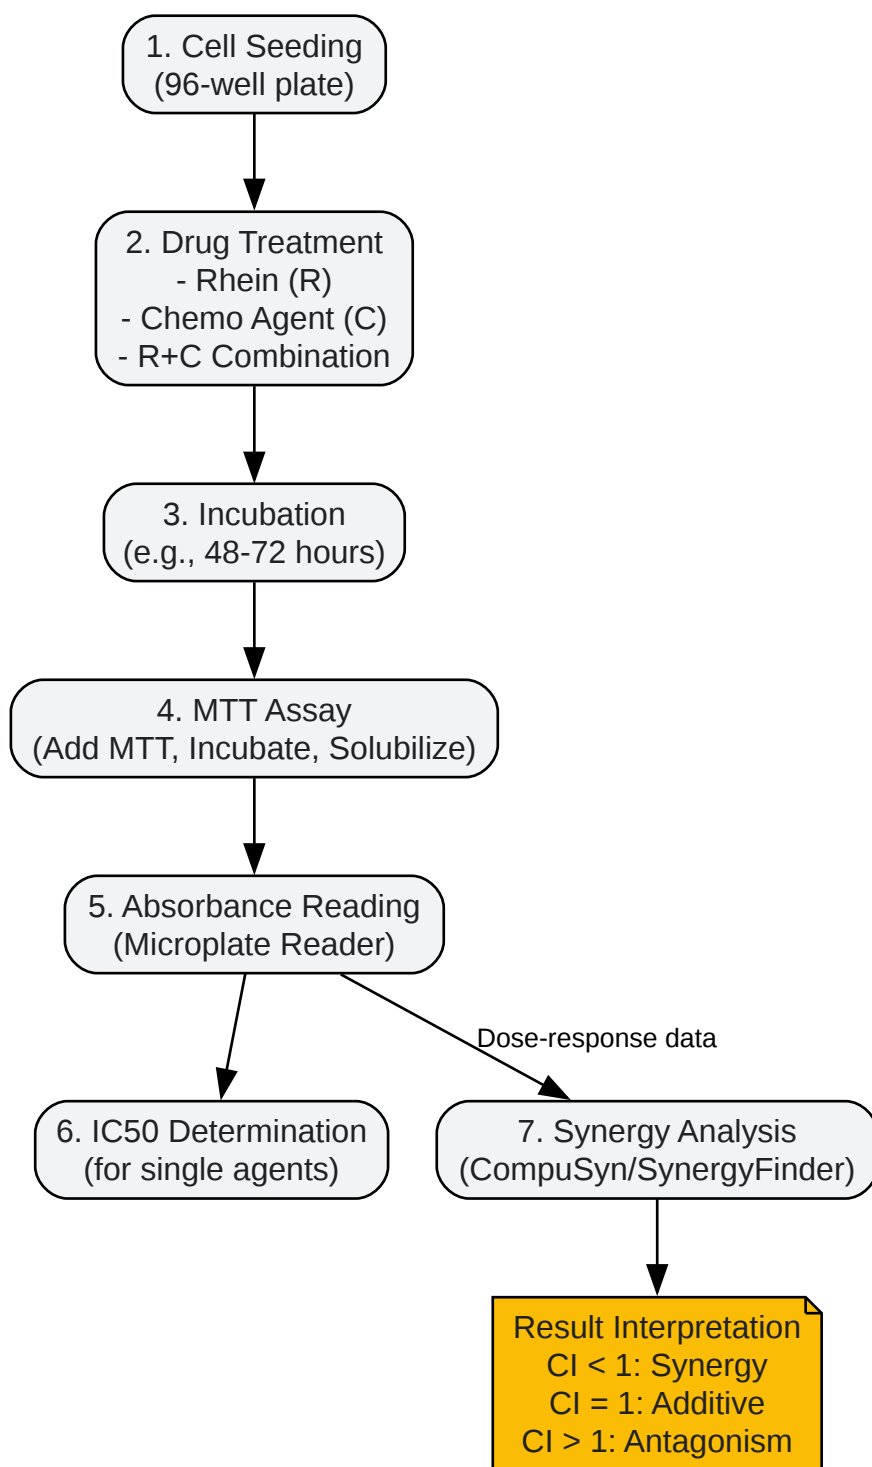 1. Cell Seeding
(96-well plate)
2. Drug Treatment
- Rhein (R)
- Chemo Agent (C)
- R+C Combination
3. Incubation
(e.g., 48-72 hours)
4. MTT Assay
(Add MTT, Incubate, Solubilize)
5. Absorbance Reading
(Microplate Reader)
Dose-response data
6. IC50 Determination
(for single agents)
7. Synergy Analysis
(CompuSyn/SynergyFinder)
Result Interpretation
CI < 1: Synergy
CI = 1: Additive
CI > 1: Antagonism